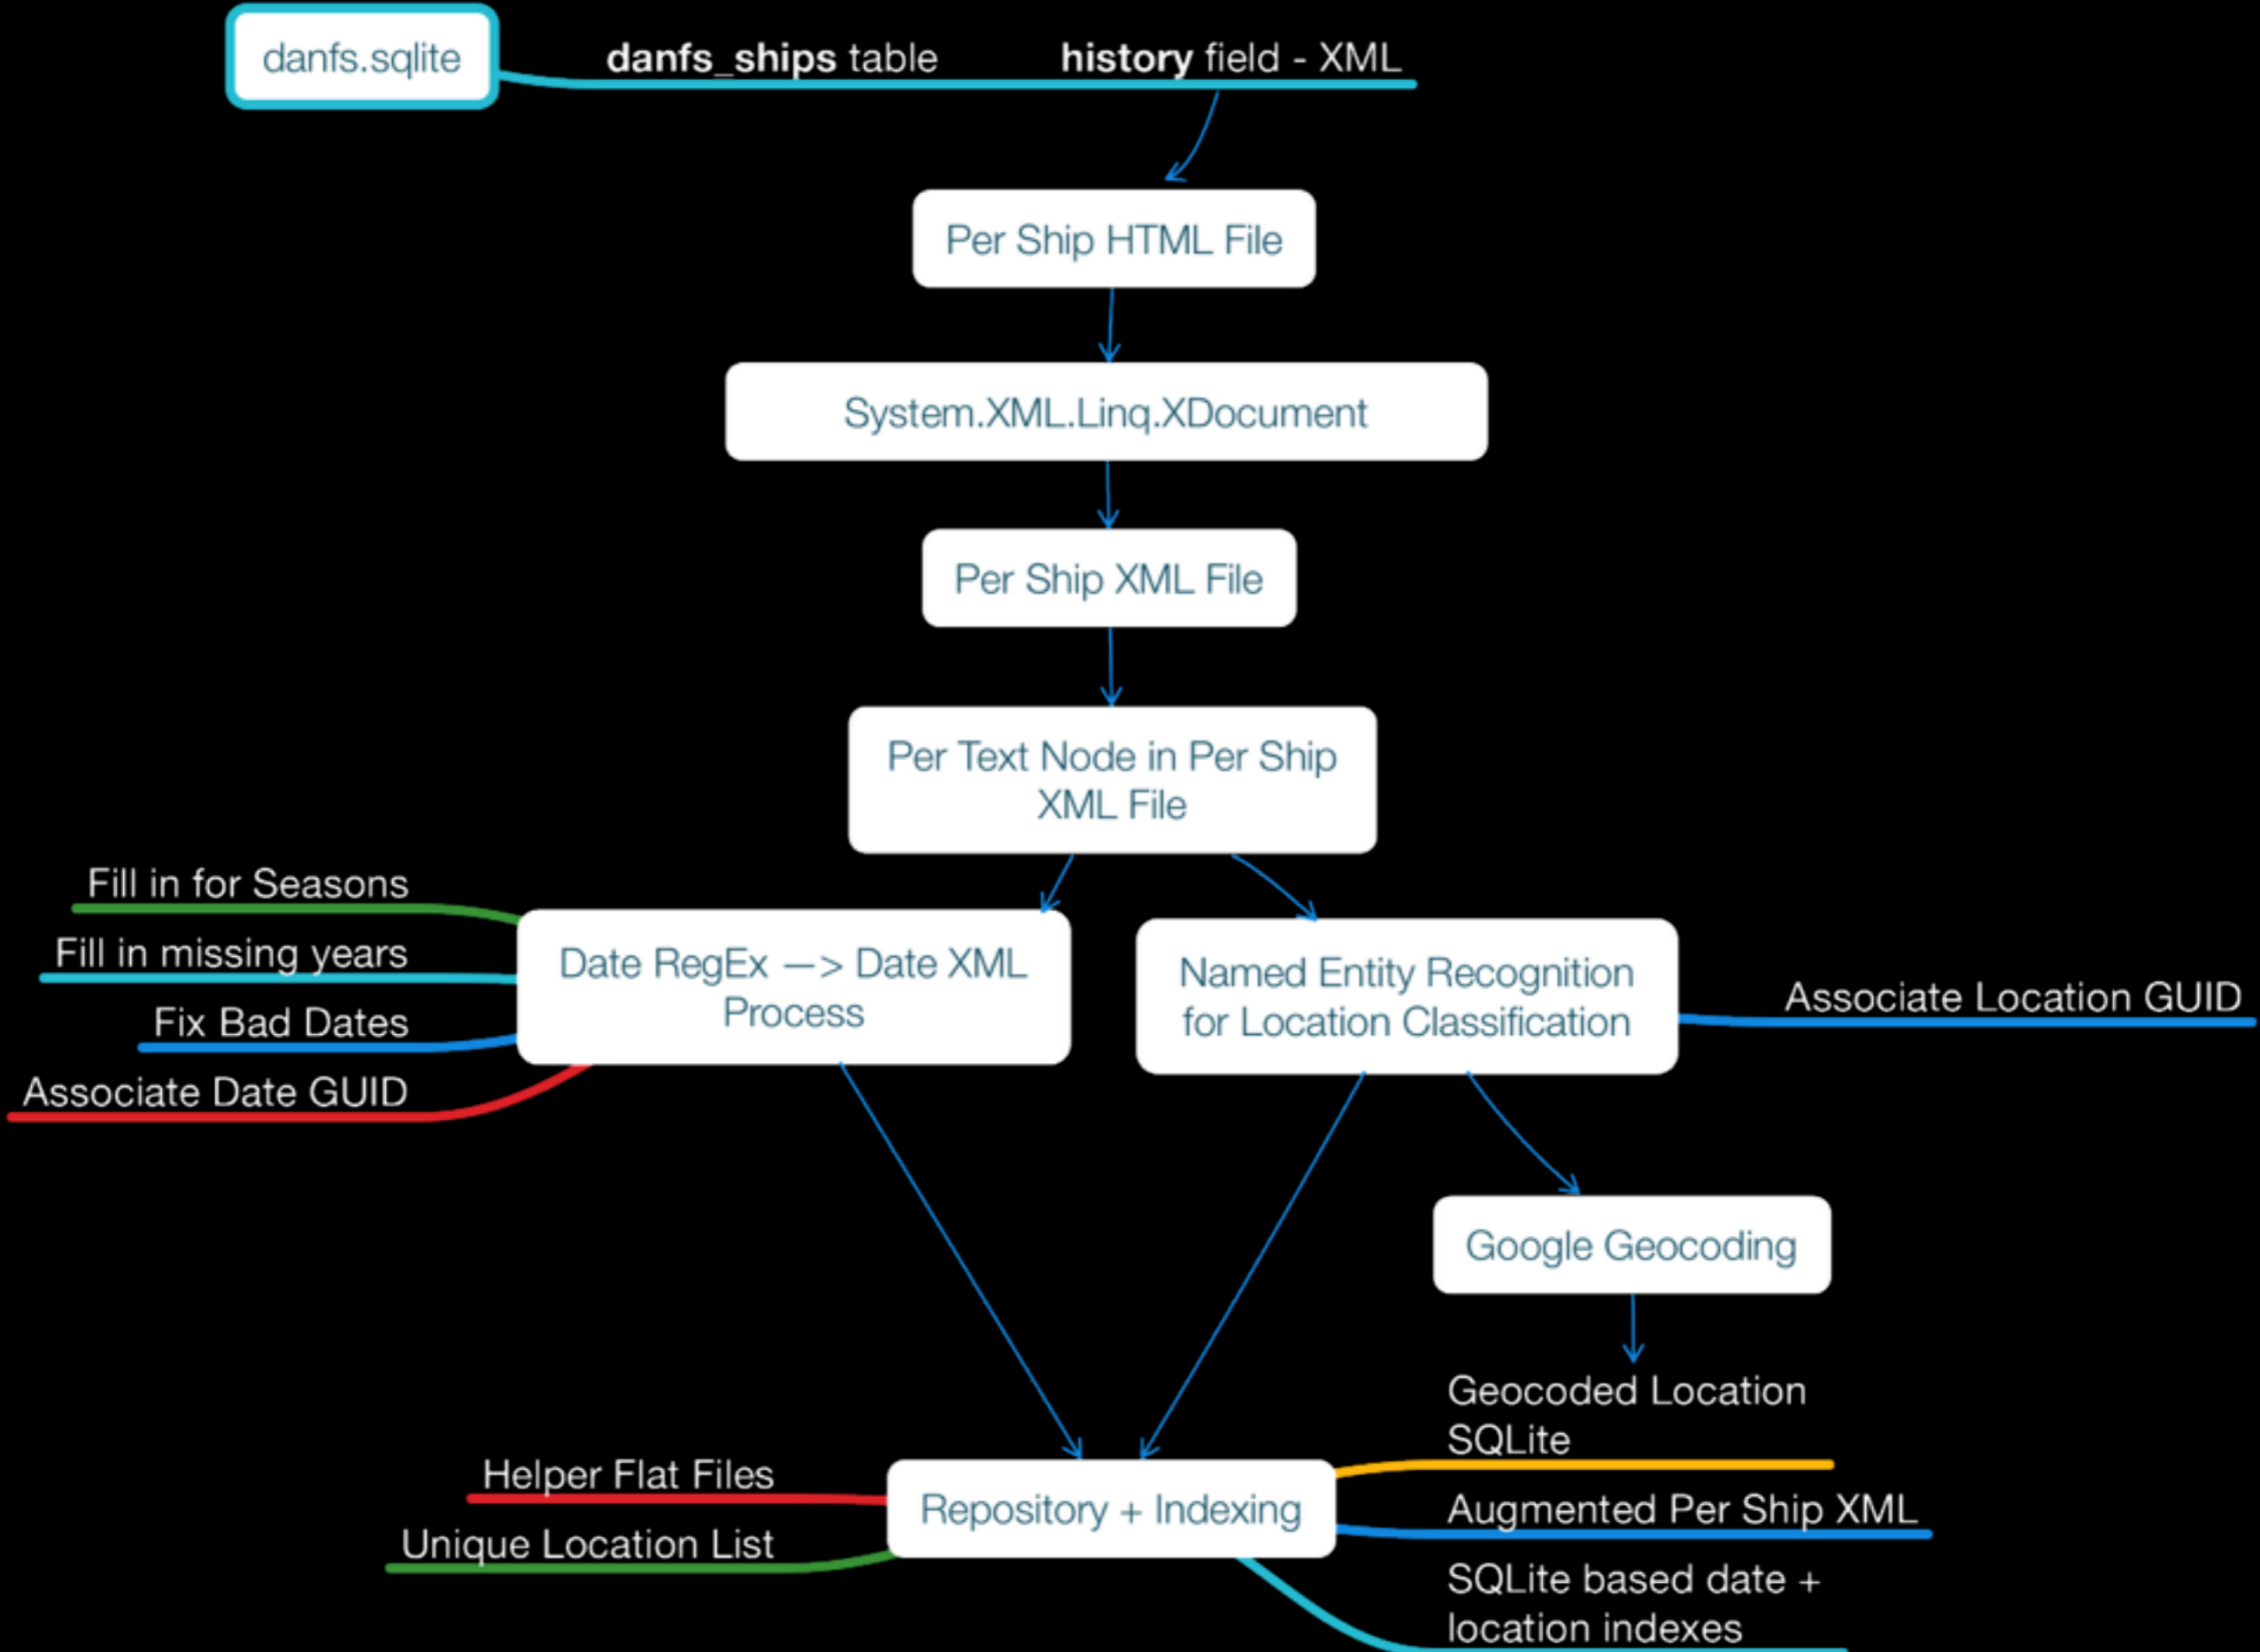 danfs.sqlite
danfs_ships table
history field - XML
Per Ship HTML File
System.XML.Linq.XDocument
Per Ship XML File
Per Text Node in Per Ship
XML File
Fill in for Seasons
Fill in missing years
Fix Bad Dates
Associate Date GUID
Date RegEx —> Date XML
Process
Named Entity Recognition
for Location Classification
Associate Location GUID
Google Geocoding
Helper Flat Files
Unique Location List
Repository + Indexing
Geocoded Location
SQLite
Augmented Per Ship XML
SQLite based date +
location indexes